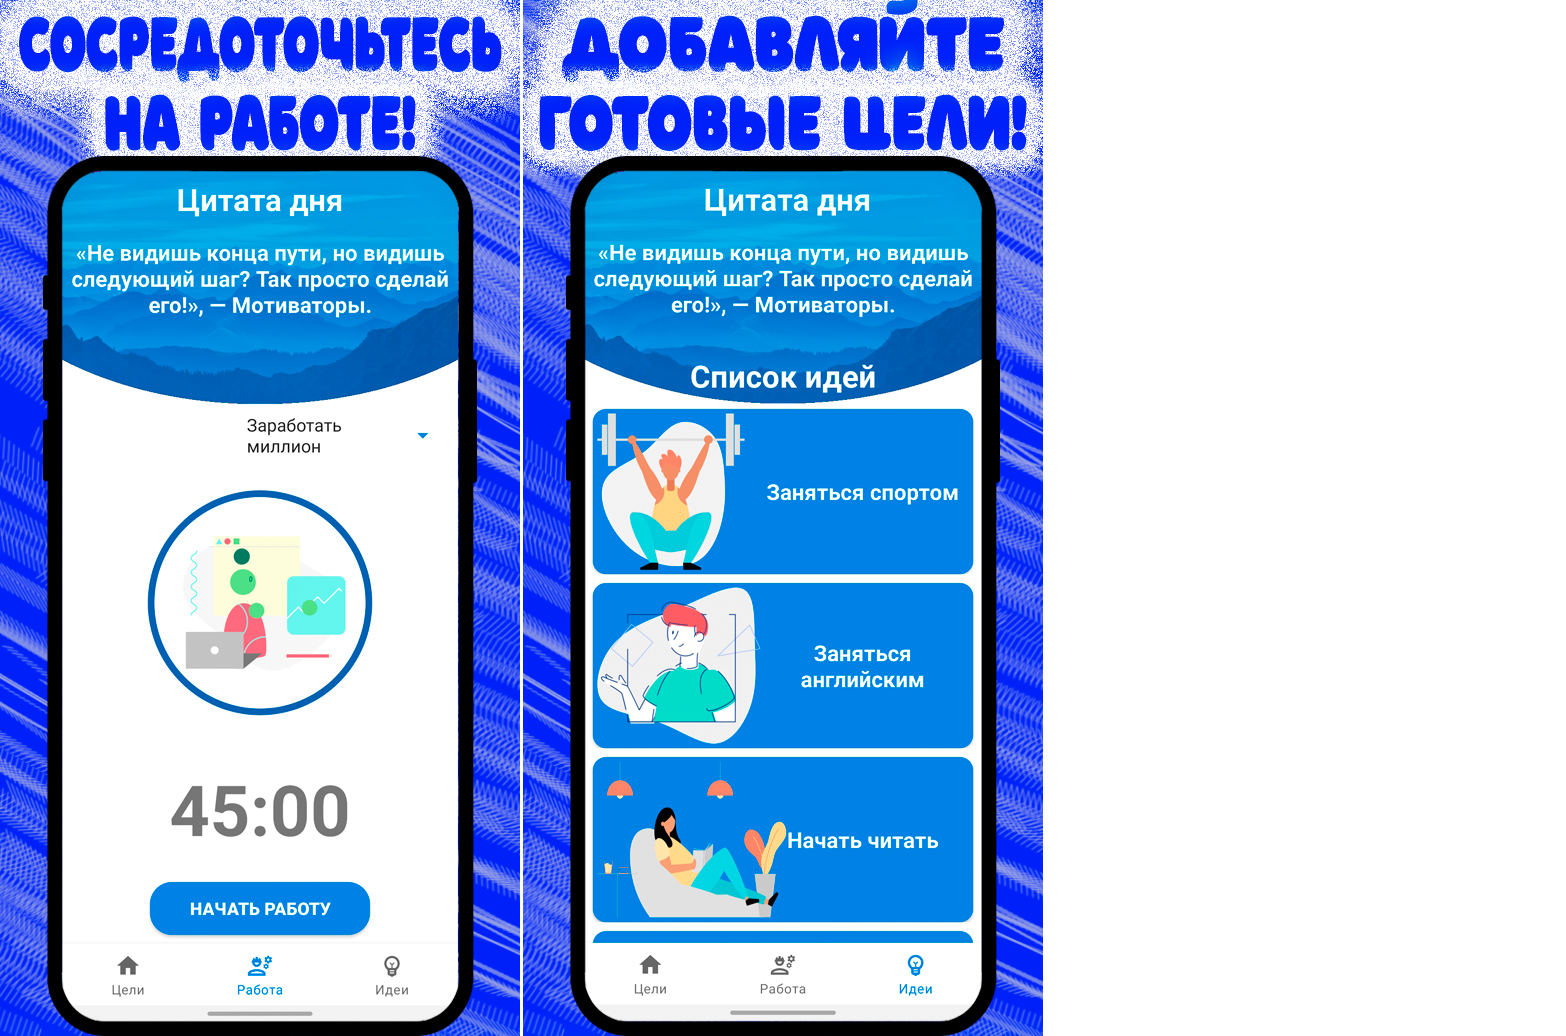 СОСРЕДОТОЧЬТЕСЬ
НА РАБОТЕ!
Цитата дня
«Не видишь конца пути, но видишь
следующий шаг? Так просто сделай
его!», — Мотиваторы.
Заработать
миллион
45:00
НАЧАТЬ РАБОТУ
Цели
Работа
Идеи
ДОБАВЛЯЙТЕ
ГОТОВЫЕ ЦЕЛИ!
Цитата дня
«Не видишь конца пути, но видишь
следующий шаг? Так просто сделай
его!», — Мотиваторы.
Список идей
Заняться спортом
Заняться
английским
Начать читать
Цели
Работа
Идеи